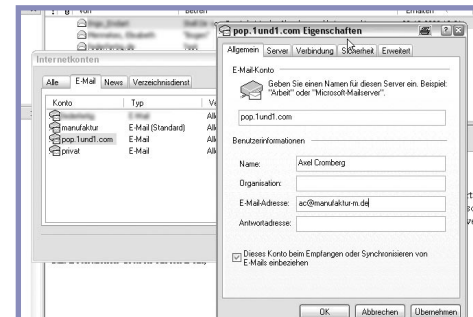 Von Betreff Erhalten
pop.1und1.com Eigenschaften
Allgemein Server Verbindung Sicherheit Erweitert
E-Mail-Konto
Geben Sie einen Namen für diesen Server ein. Beispiel:
"Arbeit" oder "Microsoft-Mailserver".
pop.1und1.com
Benutzerinformationen
Name: Axel Cromberg
Organisation:
E-Mail-Adresse: ac@manufaktur-m.de
Antwortadresse:
Dieses Konto beim Empfangen oder Synchronisieren von
E-Mails einbeziehen
OK Abbrechen Übernehmen
Internetkonten
Alle E-Mail News Verzeichnisdienst
Konto Typ
manufaktur E-Mail (Standard)
pop.1und1.com E-Mail
privat E-Mail